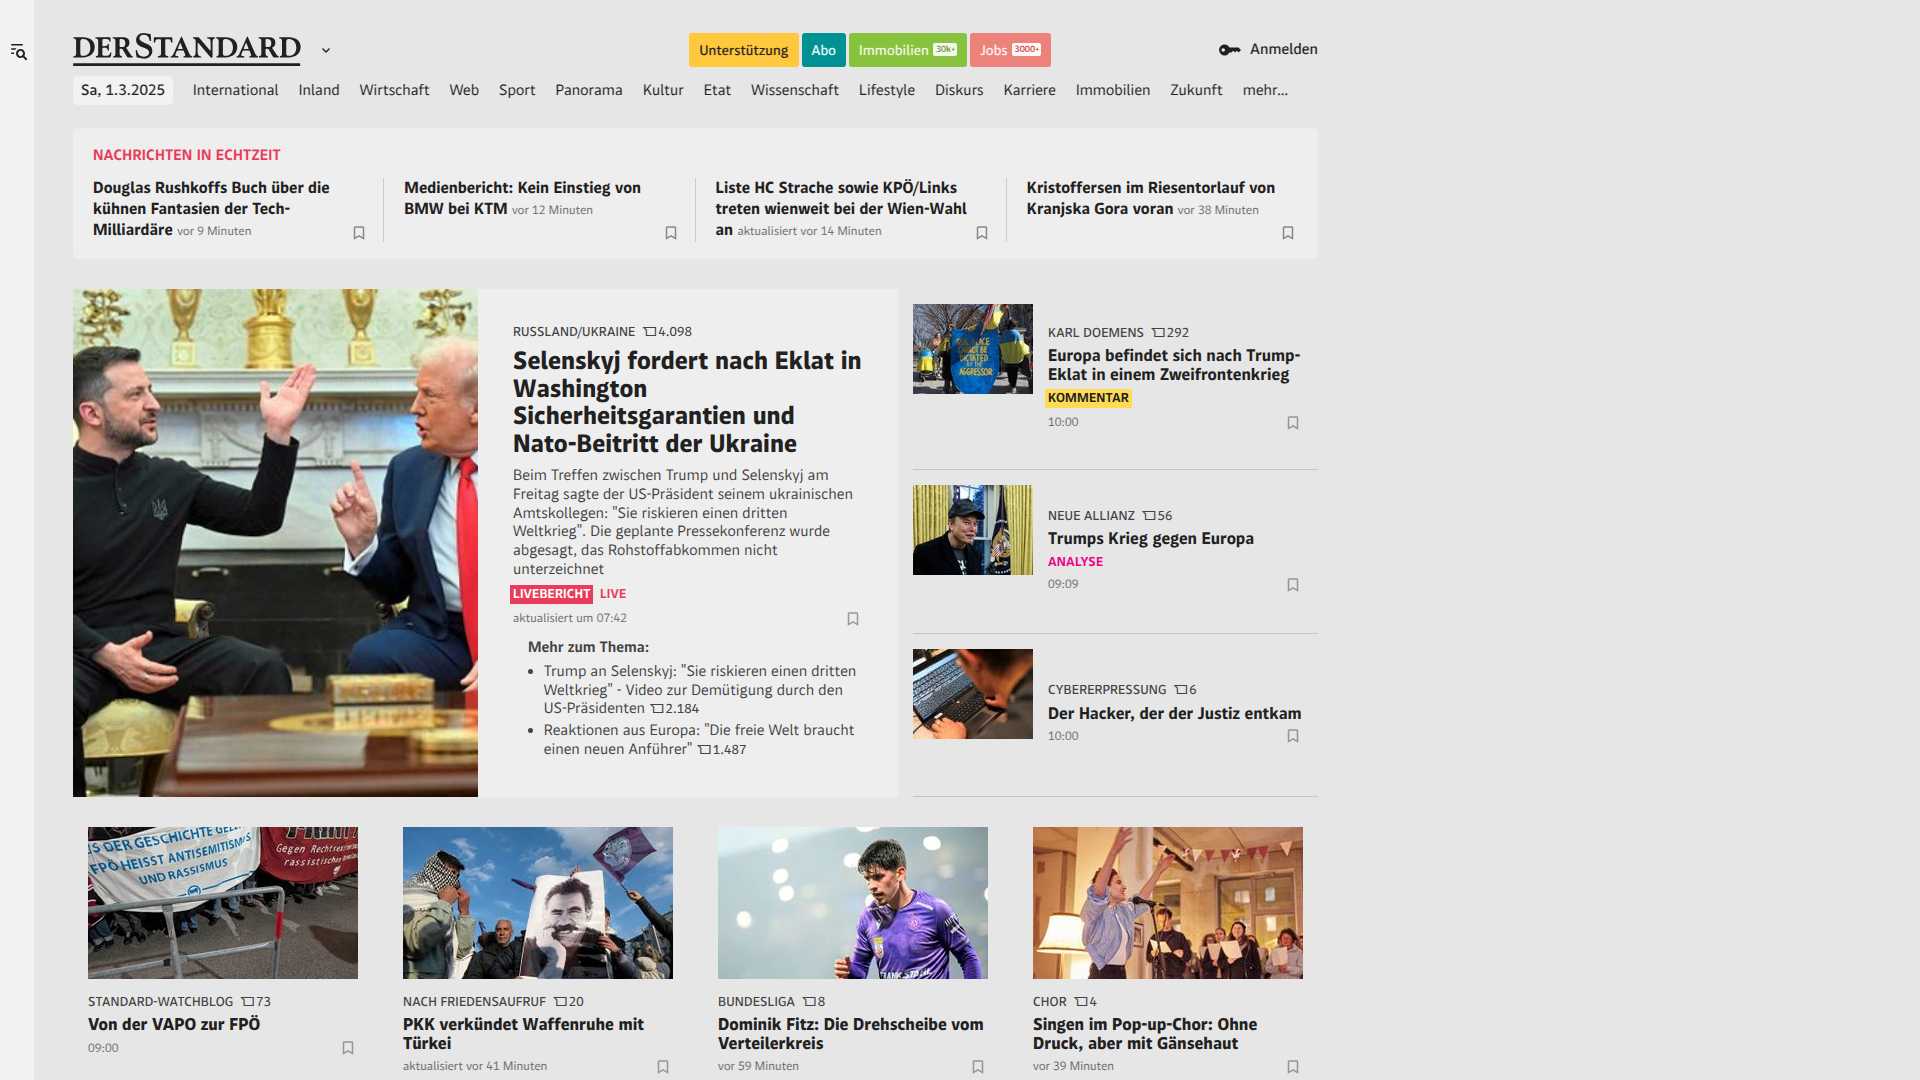 DERSTANDARD
Unterstützung
Abo
Immobilien 30k+
Jobs 3000+
Anmelden
Sa, 1.3.2025
International
Inland
Wirtschaft
Web
Sport
Panorama
Kultur
Etat
Wissenschaft
Lifestyle
Diskurs
Karriere
Immobilien
Zukunft
mehr...
NACHRICHTEN IN ECHTZEIT
Douglas Rushkoffs Buch über die
kühnen Fantasien der Tech-
Milliardäre vor 9 Minuten
Medienbericht: Kein Einstieg von
BMW bei KTM vor 12 Minuten
Liste HC Strache sowie KPÖ/Links
treten wienweit bei der Wien-Wahl
an aktualisiert vor 14 Minuten
Kristoffersen im Riesentorlauf von
Kranjska Gora voran vor 38 Minuten
RUSSLAND/UKRAINE 4.098
Selenskyj fordert nach Eklat in
Washington
Sicherheitsgarantien und
Nato-Beitritt der Ukraine
Beim Treffen zwischen Trump und Selenskyj am
Freitag sagte der US-Präsident seinem ukrainischen
Amtskollegen: "Sie riskieren einen dritten
Weltkrieg". Die geplante Pressekonferenz wurde
abgesagt, das Rohstoffabkommen nicht
unterzeichnet
LIVEBERICHT LIVE
aktualisiert um 07:42
Mehr zum Thema:
• Trump an Selenskyj: "Sie riskieren einen dritten
Weltkrieg" - Video zur Demütigung durch den
US-Präsidenten 2.184
• Reaktionen aus Europa: "Die freie Welt braucht
einen neuen Anführer" 1.487
DICTATED
BY THE
AGGRESSOR
KARL DOEMENS 292
Europa befindet sich nach Trump-
Eklat in einem Zweifrontenkrieg
KOMMENTAR
10:00
NEUE ALLIANZ 56
Trumps Krieg gegen Europa
ANALYSE
09:09
CYBERERPRESSUNG 6
Der Hacker, der der Justiz entkam
10:00
S DER GESCHICHTE
FPÖ HEISST ANTISEMITISMUS
UND RASSISMUS
Gegen
STANDARD-WATCHBLOG 73
Von der VAPO zur FPÖ
09:00
NACH FRIEDENSAUFRUF 20
PKK verkündet Waffenruhe mit
Türkei
aktualisiert vor 41 Minuten
BUNDESLIGA 8
Dominik Fitz: Die Drehscheibe vom
Verteilerkreis
vor 59 Minuten
CHOR 4
Singen im Pop-up-Chor: Ohne
Druck, aber mit Gänsehaut
vor 39 Minuten